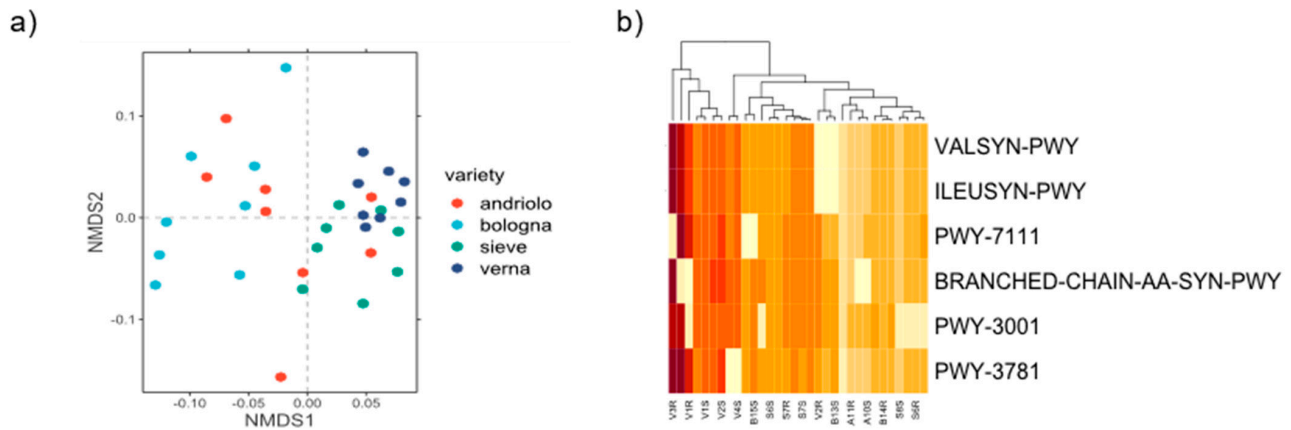 a)
NMDS2
0.1
0.0
-0.1
-0.10
-0.05
0.00
0.05
NMDS1
variety
andriolo
bologna
sieve
verna
b)
VALSYN-PWY
ILEUSYN-PWY
PWY-7111
BRANCHED-CHAIN-AA-SYN-PWY
PWY-3001
PWY-3781
V3R
V1R
V1S
V2S
V4S
B15S
S6S
S7R
S7S
V2R
B13S
A11R
A10S
B14R
S8S
S6R